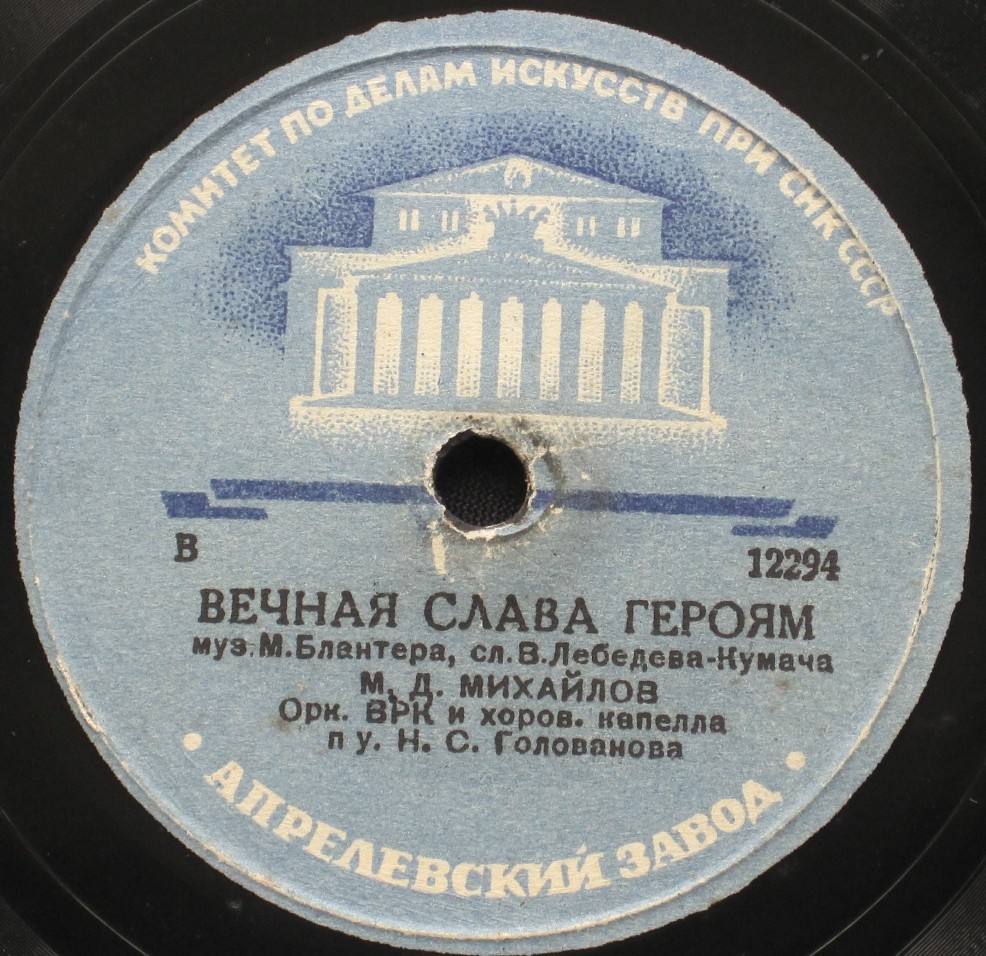 КОМИТЕТ ПО ДЕЛАМ ИСКУССТВ ПРИ СНК СССР
В
12294
ВЕЧНАЯ СЛАВА ГЕРОЯМ
муз. М. Блантера, сл. В. Лебедева-Кумача
М. Д. МИХАЙЛОВ
Орк. ВРК и хоров. капелла
п у. Н. С. Голованова
• АПРЕЛЕВСКИЙ ЗАВОД •